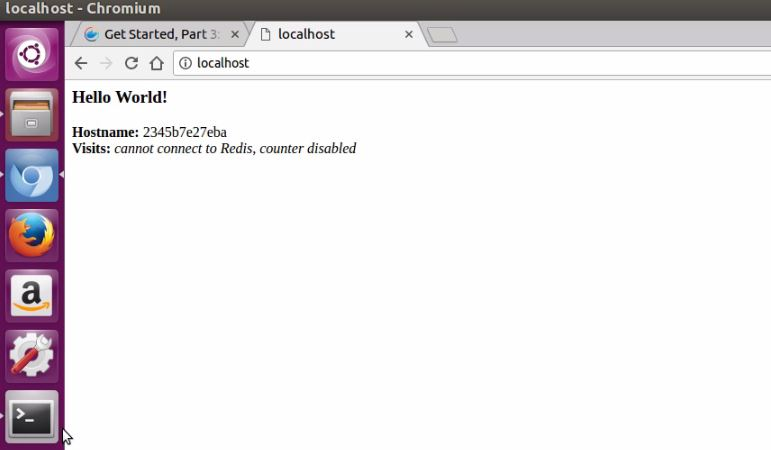 localhost - Chromium
Get Started, Part 3:
localhost
localhost
Hello World!
Hostname: 2345b7e27eba
Visits: cannot connect to Redis, counter disabled
a
>_